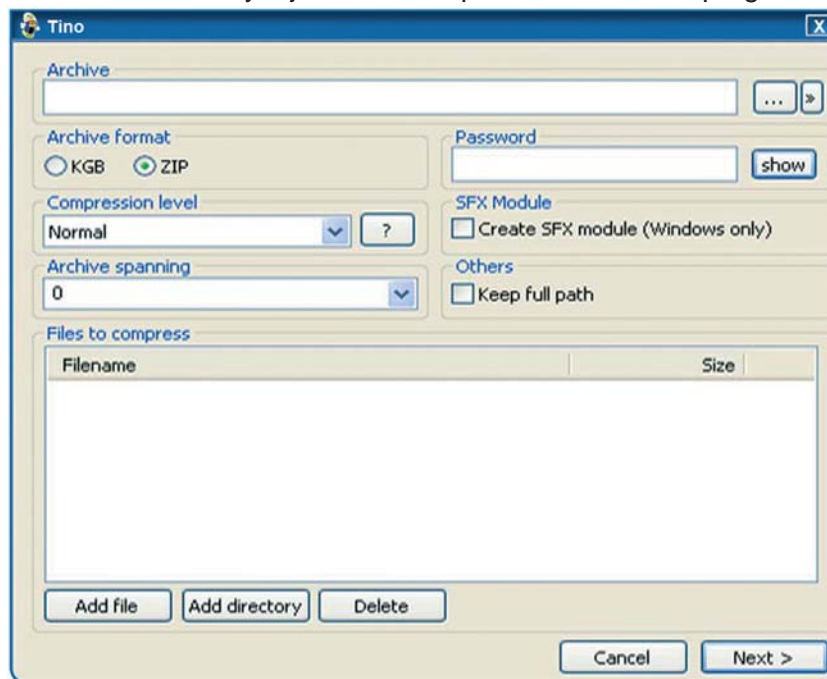 Tino
Archive
... »
Archive format
KGB ZIP
Password
show
Compression level
Normal ?
SFX Module
Create SFX module (Windows only)
Archive spanning
0
Others
Keep full path
Files to compress
Filename Size
Add file Add directory Delete
Cancel Next >